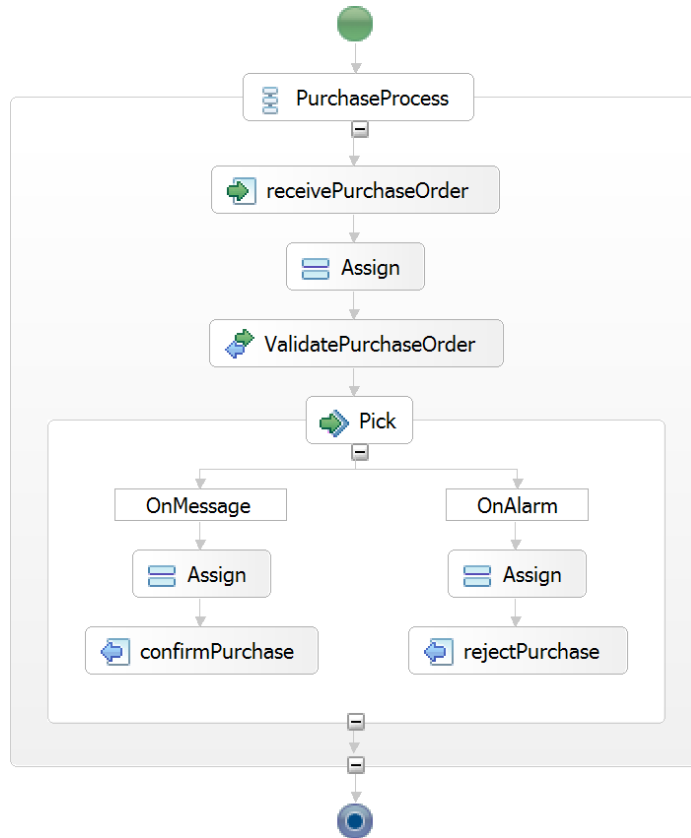 PurchaseProcess
receivePurchaseOrder
Assign
ValidatePurchaseOrder
Pick
OnMessage
OnAlarm
Assign
Assign
confirmPurchase
rejectPurchase